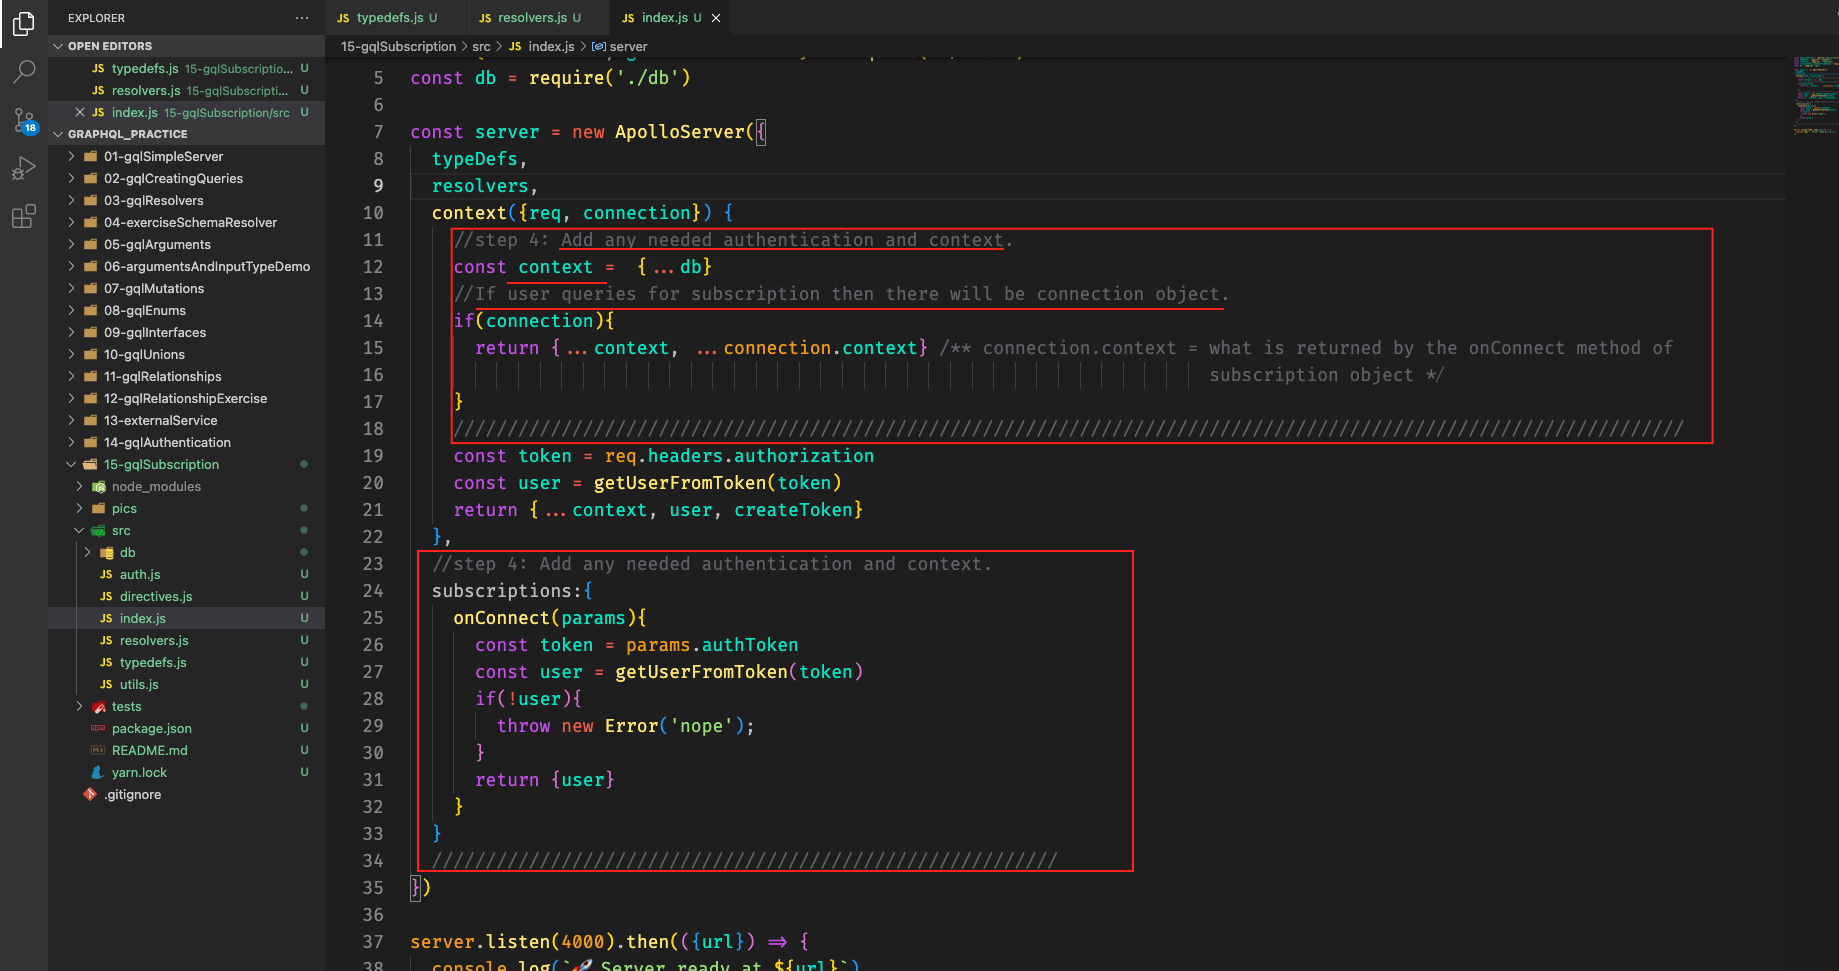 EXPLORER
OPEN EDITORS
JS typedefs.js 15-gqlSubscriptio... U
JS resolvers.js 15-gqlSubscripti... U
JS index.js 15-gqlSubscription/src U
GRAPHQL_PRACTICE
01-gqlSimpleServer
02-gqlCreatingQueries
03-gqlResolvers
04-exerciseSchemaResolver
05-gqlArguments
06-argumentsAndInputTypeDemo
07-gqlMutations
08-gqlEnums
09-gqlInterfaces
10-gqlUnions
11-gqlRelationships
12-gqlRelationshipExercise
13-externalService
14-gqlAuthentication
15-gqlSubscription
node_modules
pics
src
db
JS auth.js U
JS directives.js U
JS index.js U
JS resolvers.js U
JS typedefs.js U
JS utils.js U
tests
package.json U
README.md U
yarn.lock U
.gitignore
18
JS typedefs.js U
JS resolvers.js U
JS index.js U
15-gqlSubscription > src > JS index.js > server
5 const db = require('./db')
6
7 const server = new ApolloServer({
8 typeDefs,
9 resolvers,
10 context({req, connection}) {
11 //step 4: Add any needed authentication and context.
12 const context = {...db}
13 //If user queries for subscription then there will be connection object.
14 if(connection){
15 return {...context, ...connection.context} /** connection.context = what is returned by the onConnect method of
16 subscription object */
17 }
18 //////////////////////////////////////////////////////////////////////////////////////////////////////////////////
19 const token = req.headers.authorization
20 const user = getUserFromToken(token)
21 return {...context, user, createToken}
22 },
23 //step 4: Add any needed authentication and context.
24 subscriptions:{
25 onConnect(params){
26 const token = params.authToken
27 const user = getUserFromToken(token)
28 if(!user){
29 throw new Error('nope');
30 }
31 return {user}
32 }
33 }
34 //////////////////////////////////////////////////////////
35 })
36
37 server.listen(4000).then(({url}) => {
38 console.log(`🚀 Server ready at ${url}`)